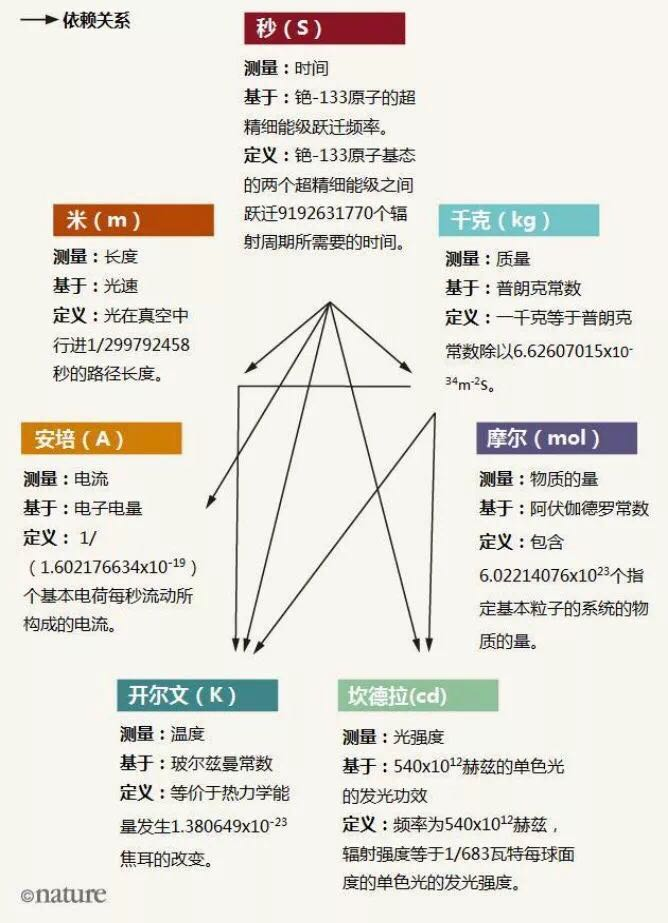 依赖关系
秒（S）
测量：时间
基于：铯-133原子的超
精细能级跃迁频率。
定义：铯-133原子基态
的两个超精细能级之间
跃迁9192631770个辐
射周期所需要的时间。
米（m）
测量：长度
基于：光速
定义：光在真空中
行进1/299792458
秒的路径长度。
千克（kg）
测量：质量
基于：普朗克常数
定义：一千克等于普朗克
常数除以6.62607015x10-
34m-2S。
安培（A）
测量：电流
基于：电子电量
定义： 1/
（1.602176634x10-19）
个基本电荷每秒流动所
构成的电流。
摩尔（mol）
测量：物质的量
基于：阿伏伽德罗常数
定义：包含
6.02214076x10²³个指
定基本粒子的系统的物
质的量。
开尔文（K）
测量：温度
基于：玻尔兹曼常数
定义：等价于热力学能
量发生1.380649x10-23
焦耳的改变。
坎德拉(cd)
测量：光强度
基于：540x10¹²赫兹的单色光
的发光功效
定义：频率为540x10¹²赫兹，
辐射强度等于1/683瓦特每球面
度的单色光的发光强度。
©nature